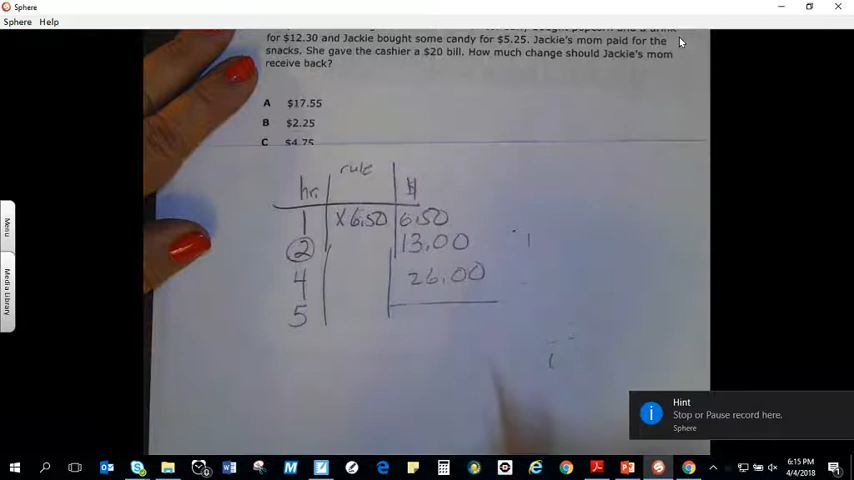 Sphere
Sphere Help
for $12.30 and Jackie bought some candy for $5.25. Jackie's mom paid for the
snacks. She gave the cashier a $20 bill. How much change should Jackie's mom
receive back?
A $17.55
B $2.25
C $4.75
rule
hr.
1 X6.50 6.50
2 13.00
4 26.00
5
Menu
Media Library
Hint
Stop or Pause record here.
Sphere
6:15 PM
4/4/2018